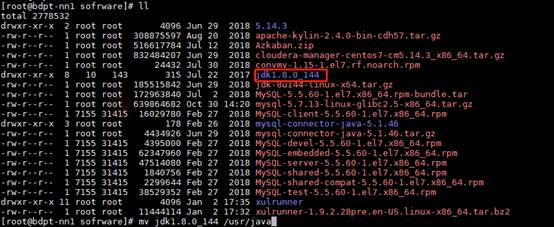 [root@bdpt-nn1 sofrware]# ll
total 2778532
drwxr-xr-x 2 root root 4096 Jun 29 2018 5.14.3
-rw-r--r-- 1 root root 308875597 Aug 20 2018 apache-kylin-2.4.0-bin-cdh57.tar.gz
-rw-r--r-- 1 root root 516617784 Jul 12 2018 Azkaban.zip
-rw-r--r-- 1 root root 832484207 Jun 29 2018 cloudera-manager-centos7-cm5.14.3_x86_64.tar.gz
-rw-r--r-- 1 root root 24432 Jul 30 2018 convmv-1.15-1.el7.rf.noarch.rpm
drwxr-xr-x 8 10 143 315 Jul 22 2017 jdk1.8.0_144
-rw-r--r-- 1 root root 185515842 Jun 29 2018 jdk-8u144-linux-x64.tar.gz
-rw-r--r-- 1 root root 172963840 Jul 2 2018 MySQL-5.5.60-1.el7.x86_64.rpm-bundle.tar
-rw-r--r-- 1 root root 639864682 Oct 30 14:20 mysql-5.7.13-linux-glibc2.5-x86_64.tar.gz
-rw-r--r-- 1 7155 31415 16029780 Feb 27 2018 MySQL-client-5.5.60-1.el7.x86_64.rpm
drwxr-xr-x 3 root root 178 Feb 26 2018 mysql-connector-java-5.1.46
-rw-r--r-- 1 root root 4434926 Jun 29 2018 mysql-connector-java-5.1.46.tar.gz
-rw-r--r-- 1 7155 31415 4395000 Feb 27 2018 MySQL-devel-5.5.60-1.el7.x86_64.rpm
-rw-r--r-- 1 7155 31415 62347960 Feb 27 2018 MySQL-embedded-5.5.60-1.el7.x86_64.rpm
-rw-r--r-- 1 7155 31415 47514080 Feb 27 2018 MySQL-server-5.5.60-1.el7.x86_64.rpm
-rw-r--r-- 1 7155 31415 1840756 Feb 27 2018 MySQL-shared-5.5.60-1.el7.x86_64.rpm
-rw-r--r-- 1 7155 31415 2299644 Feb 27 2018 MySQL-shared-compat-5.5.60-1.el7.x86_64.rpm
-rw-r--r-- 1 7155 31415 38529352 Feb 27 2018 MySQL-test-5.5.60-1.el7.x86_64.rpm
drwxr-xr-x 11 root root 4096 Jan 2 17:35 xulrunner
-rw-r--r-- 1 root root 11444114 Jan 2 17:32 xulrunner-1.9.2.28pre.en-US.linux-x86_64.tar.bz2
[root@bdpt-nn1 sofrware]# mv jdk1.8.0_144 /usr/java